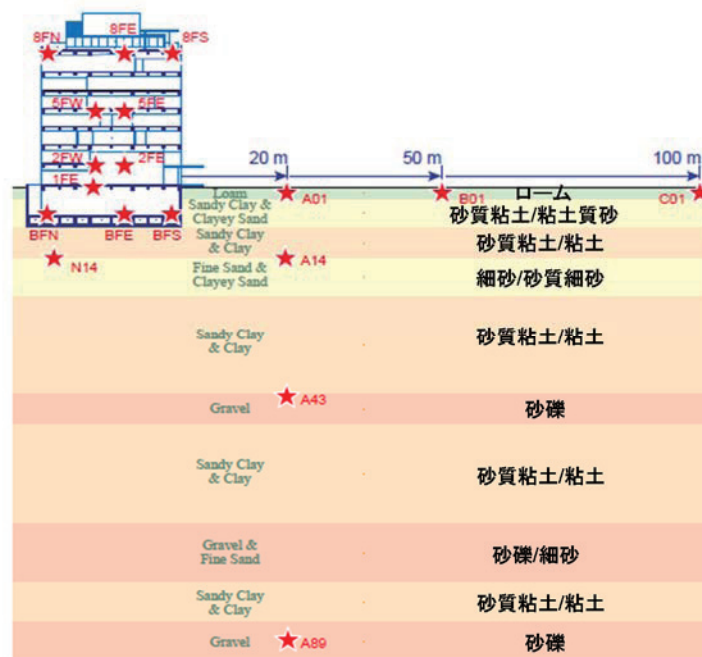 8FE
8FN
8FS
5FW
5FE
2FW
2FE
1FE
20 m
50 m
100 m
Loam
A01
B01
ローム
C01
Sandy Clay &
Clayey Sand
砂質粘土/粘土質砂
BFN
BFE
BFS
Sandy Clay
& Clay
砂質粘土/粘土
N14
A14
Fine Sand &
Clayey Sand
細砂/砂質細砂
Sandy Clay
& Clay
砂質粘土/粘土
A43
Gravel
砂礫
Sandy Clay
& Clay
砂質粘土/粘土
Gravel &
Fine Sand
砂礫/細砂
Sandy Clay
& Clay
砂質粘土/粘土
Gravel
A89
砂礫